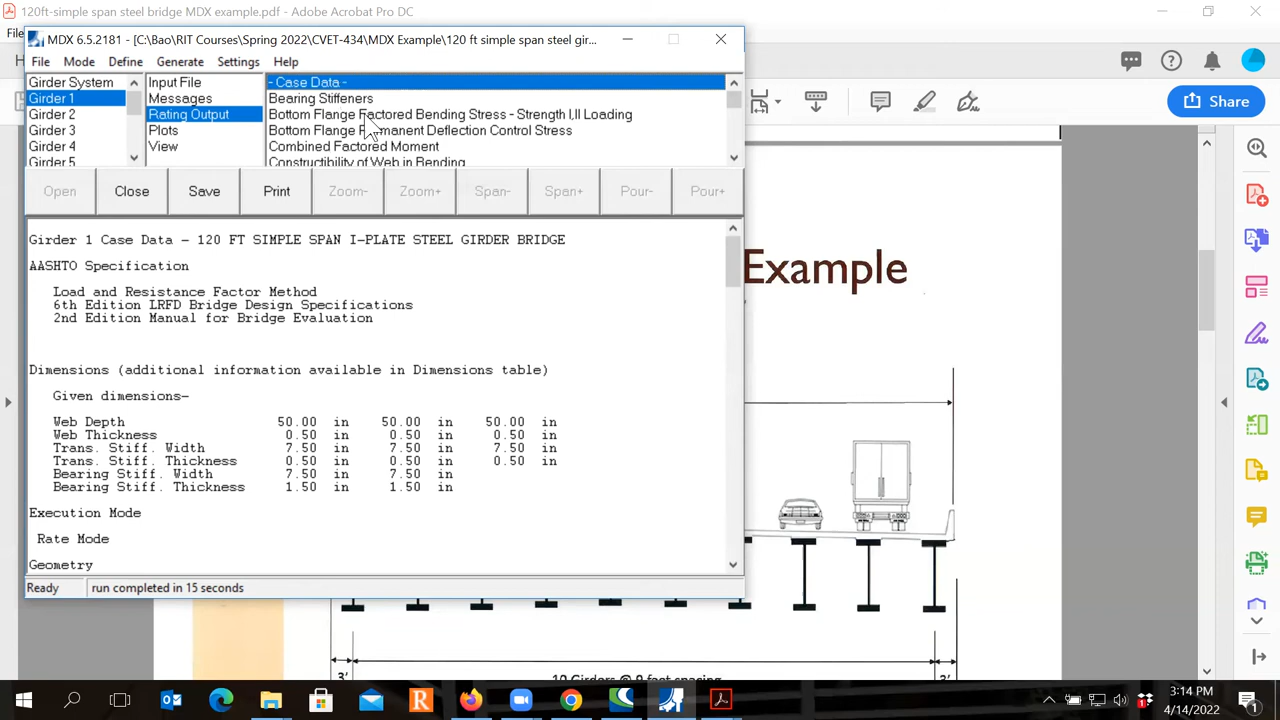 120ft-simple span steel bridge MDX example.pdf - Adobe Acrobat Pro DC
MDX 6.5.2181 - [C:\Bao\RIT Courses\Spring 2022\CVET-434\MDX Example\120 ft simple span steel gir...
File Mode Define Generate Settings Help
Girder System
Girder 1
Girder 2
Girder 3
Girder 4
Girder 5
Input File
Messages
Rating Output
Plots
View
- Case Data -
Bearing Stiffeners
Bottom Flange Factored Bending Stress - Strength I,II Loading
Bottom Flange Permanent Deflection Control Stress
Combined Factored Moment
Constructibility of Web in Bending
Open Close Save Print Zoom- Zoom+ Span- Span+ Pour- Pour+
Share
Girder 1 Case Data - 120 FT SIMPLE SPAN I-PLATE STEEL GIRDER BRIDGE
AASHTO Specification
Load and Resistance Factor Method
6th Edition LRFD Bridge Design Specifications
2nd Edition Manual for Bridge Evaluation
Dimensions (additional information available in Dimensions table)
Given dimensions-
Web Depth 50.00 in 50.00 in 50.00 in
Web Thickness 0.50 in 0.50 in 0.50 in
Trans. Stiff. Width 7.50 in 7.50 in 7.50 in
Trans. Stiff. Thickness 0.50 in 0.50 in 0.50 in
Bearing Stiff. Width 7.50 in 7.50 in
Bearing Stiff. Thickness 1.50 in 1.50 in
Execution Mode
Rate Mode
Geometry
Ready run completed in 15 seconds
Example
3' 10 Girders @ 9 feet spacing 3'
3:14 PM
4/14/2022